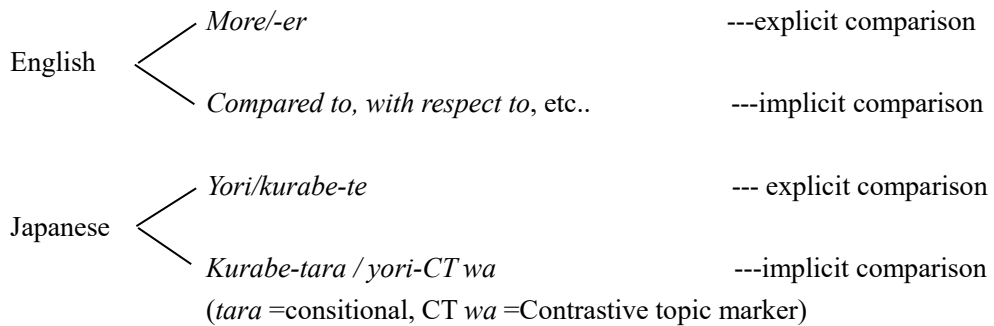 More/-er ---explicit comparison
English
Compared to, with respect to, etc.. ---implicit comparison
Yori/kurabe-te --- explicit comparison
Japanese
Kurabe-tara / yori-CT wa ---implicit comparison
(tara =consitional, CT wa =Contrastive topic marker)